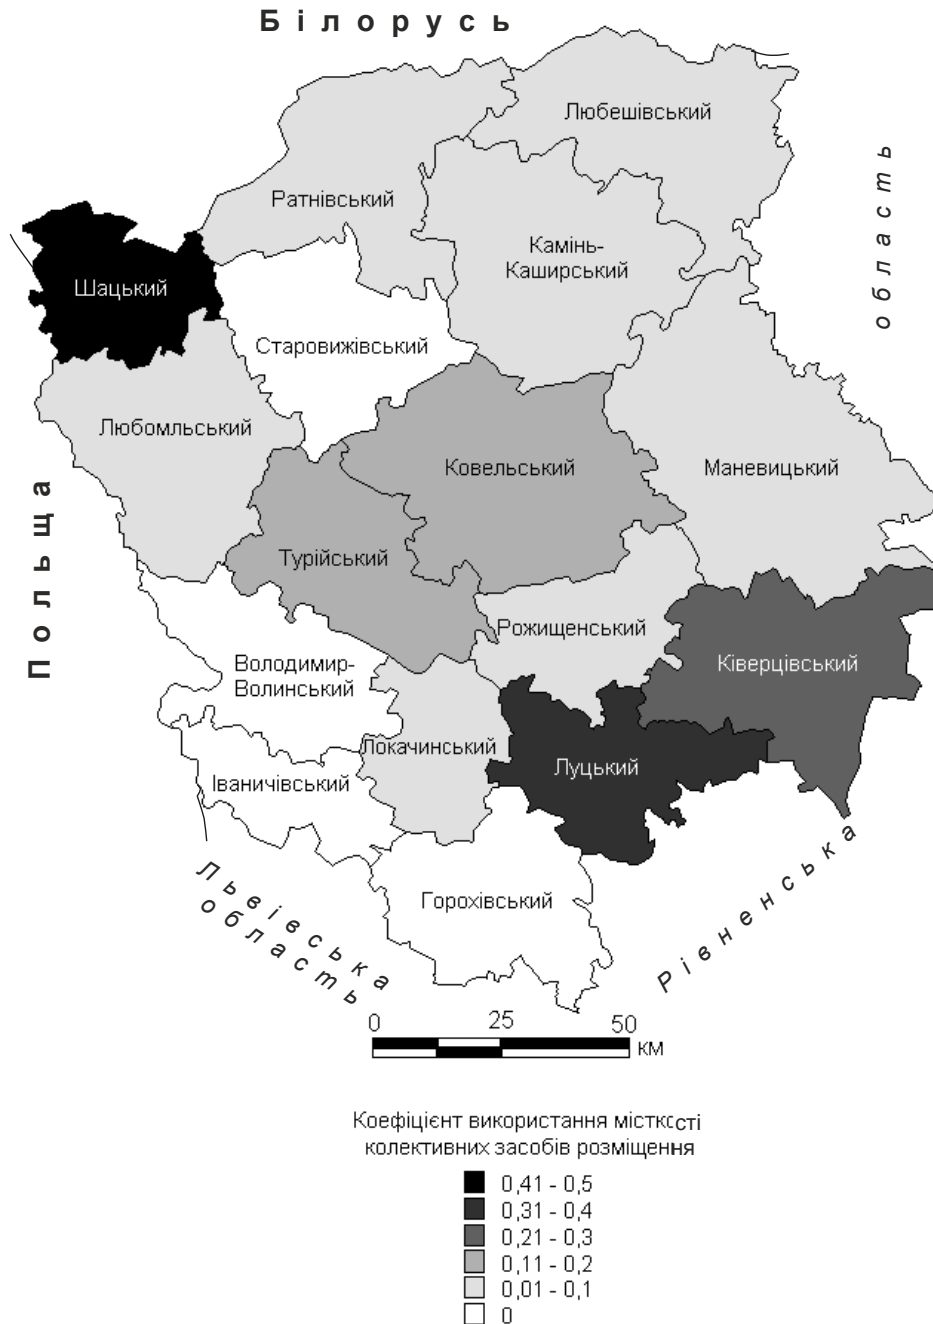 Білорусь
Любешівський
область
Ратнівський
Камінь-
Каширський
Шацький
Старовижівський
Любомльський
Ковельський
Маневицький
Польща
Турійський
Рожищенський
Володимир-
Волинський
Ківерцівський
Локачинський
Луцький
Іваничівський
Горохівський
Львівська
область
Рівненська
0 25 50
км
Коефіцієнт використання місткості
колективних засобів розміщення
0,41 - 0,5
0,31 - 0,4
0,21 - 0,3
0,11 - 0,2
0,01 - 0,1
0